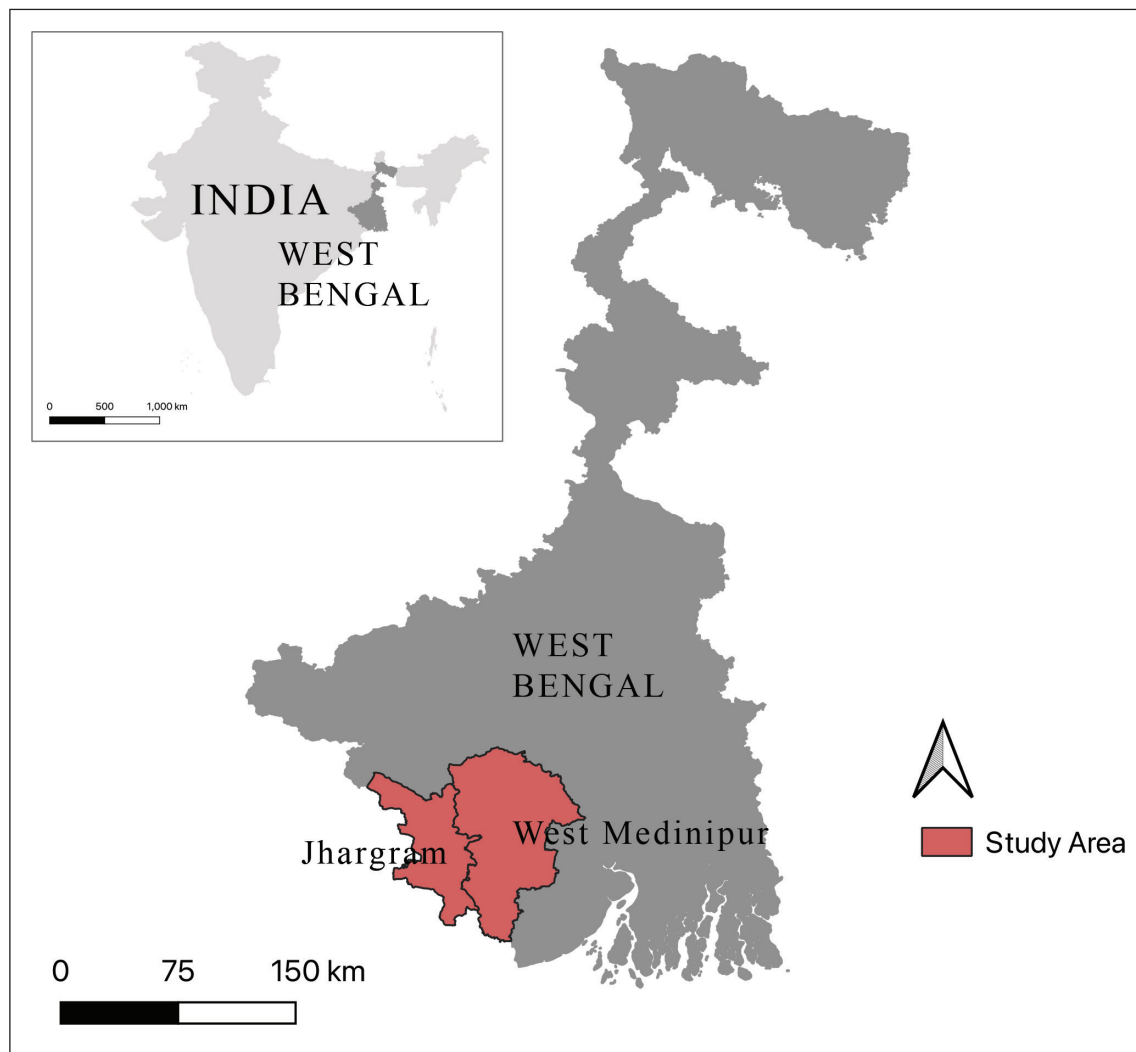 INDIA
WEST
BENGAL
0 500 1,000 km
WEST
BENGAL
Jhargram
West Medinipur
Study Area
0 75 150 km